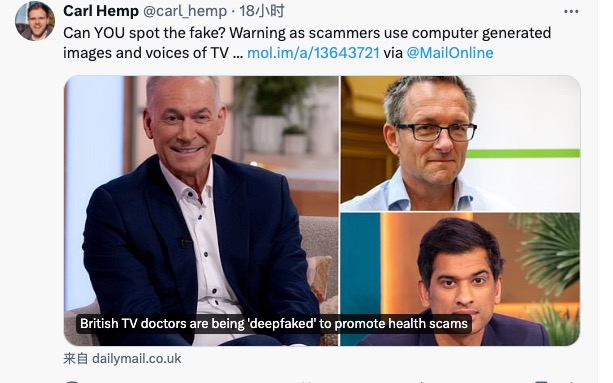 Carl Hemp @carl_hemp · 18小时
Can YOU spot the fake? Warning as scammers use computer generated
images and voices of TV ... mol.im/a/13643721 via @MailOnline
British TV doctors are being 'deepfaked' to promote health scams
来自 dailymail.co.uk